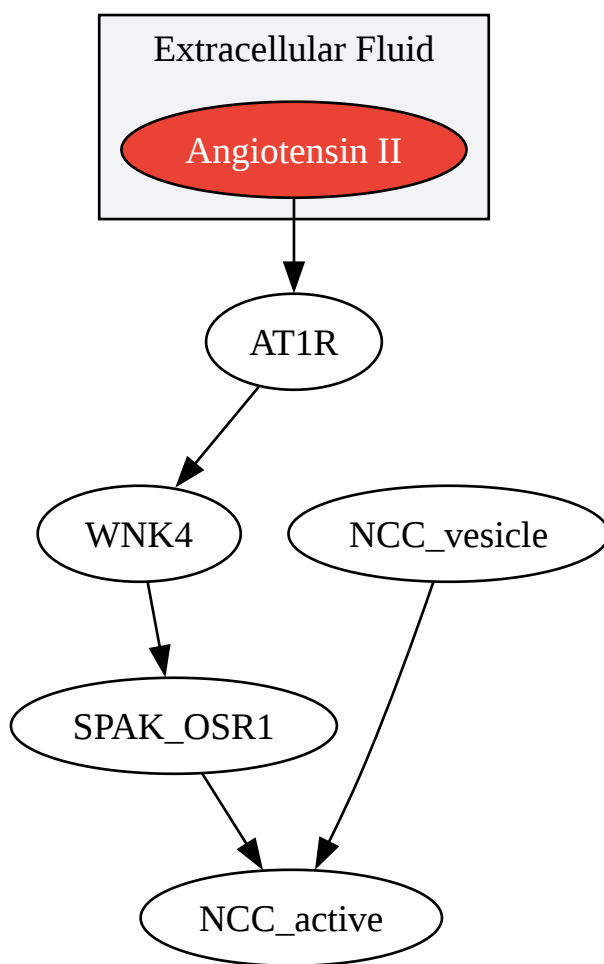 Extracellular Fluid
Angiotensin II
AT1R
WNK4
NCC_vesicle
SPAK_OSR1
NCC_active